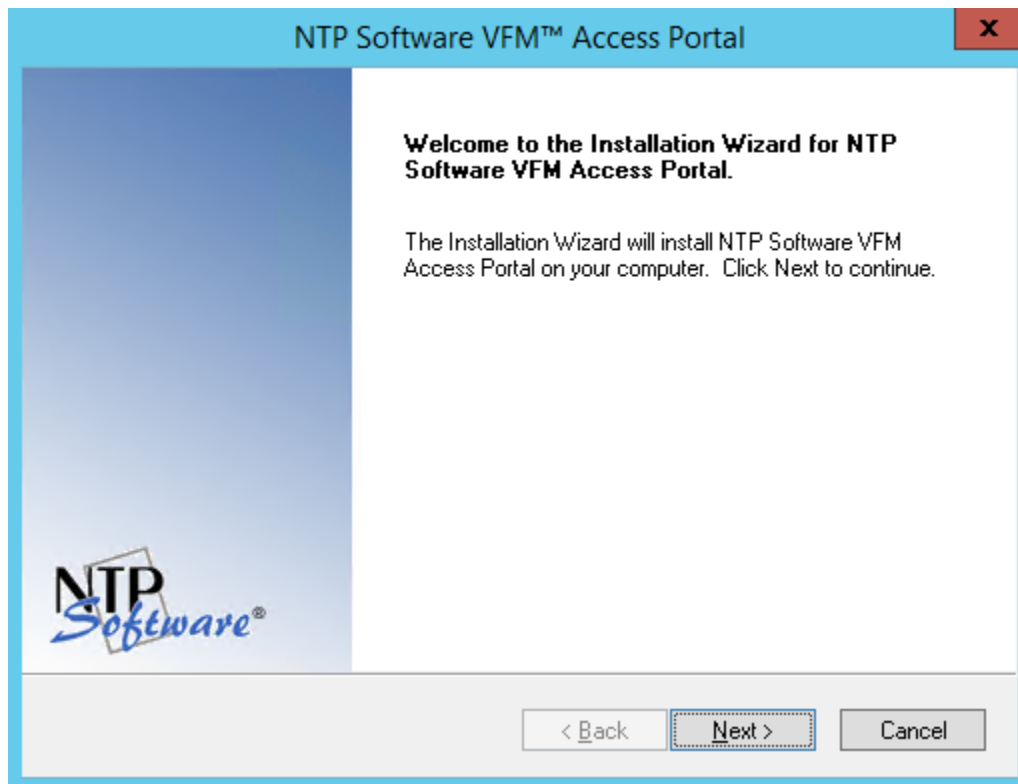 NTP Software VFM™ Access Portal
x
Welcome to the Installation Wizard for NTP
Software VFM Access Portal.
The Installation Wizard will install NTP Software VFM
Access Portal on your computer. Click Next to continue.
NTP
Software®
< Back
Next >
Cancel